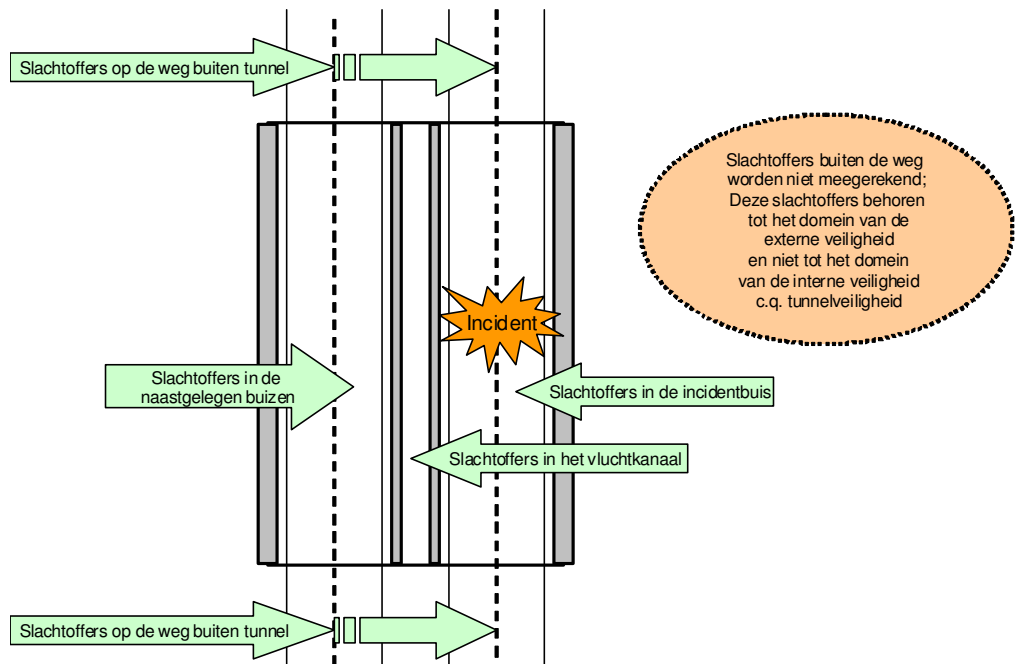 Slachtoffers op de weg buiten tunnel
Slachtoffers buiten de weg
worden niet meegerekend;
Deze slachtoffers behoren
tot het domein van de
externe veiligheid
en niet tot het domein
van de interne veiligheid
c.q. tunnelveiligheid
Incident
Slachtoffers in de
naastgelegen buizen
Slachtoffers in de incidentbuis
Slachtoffers in het vluchtkanaal
Slachtoffers op de weg buiten tunnel